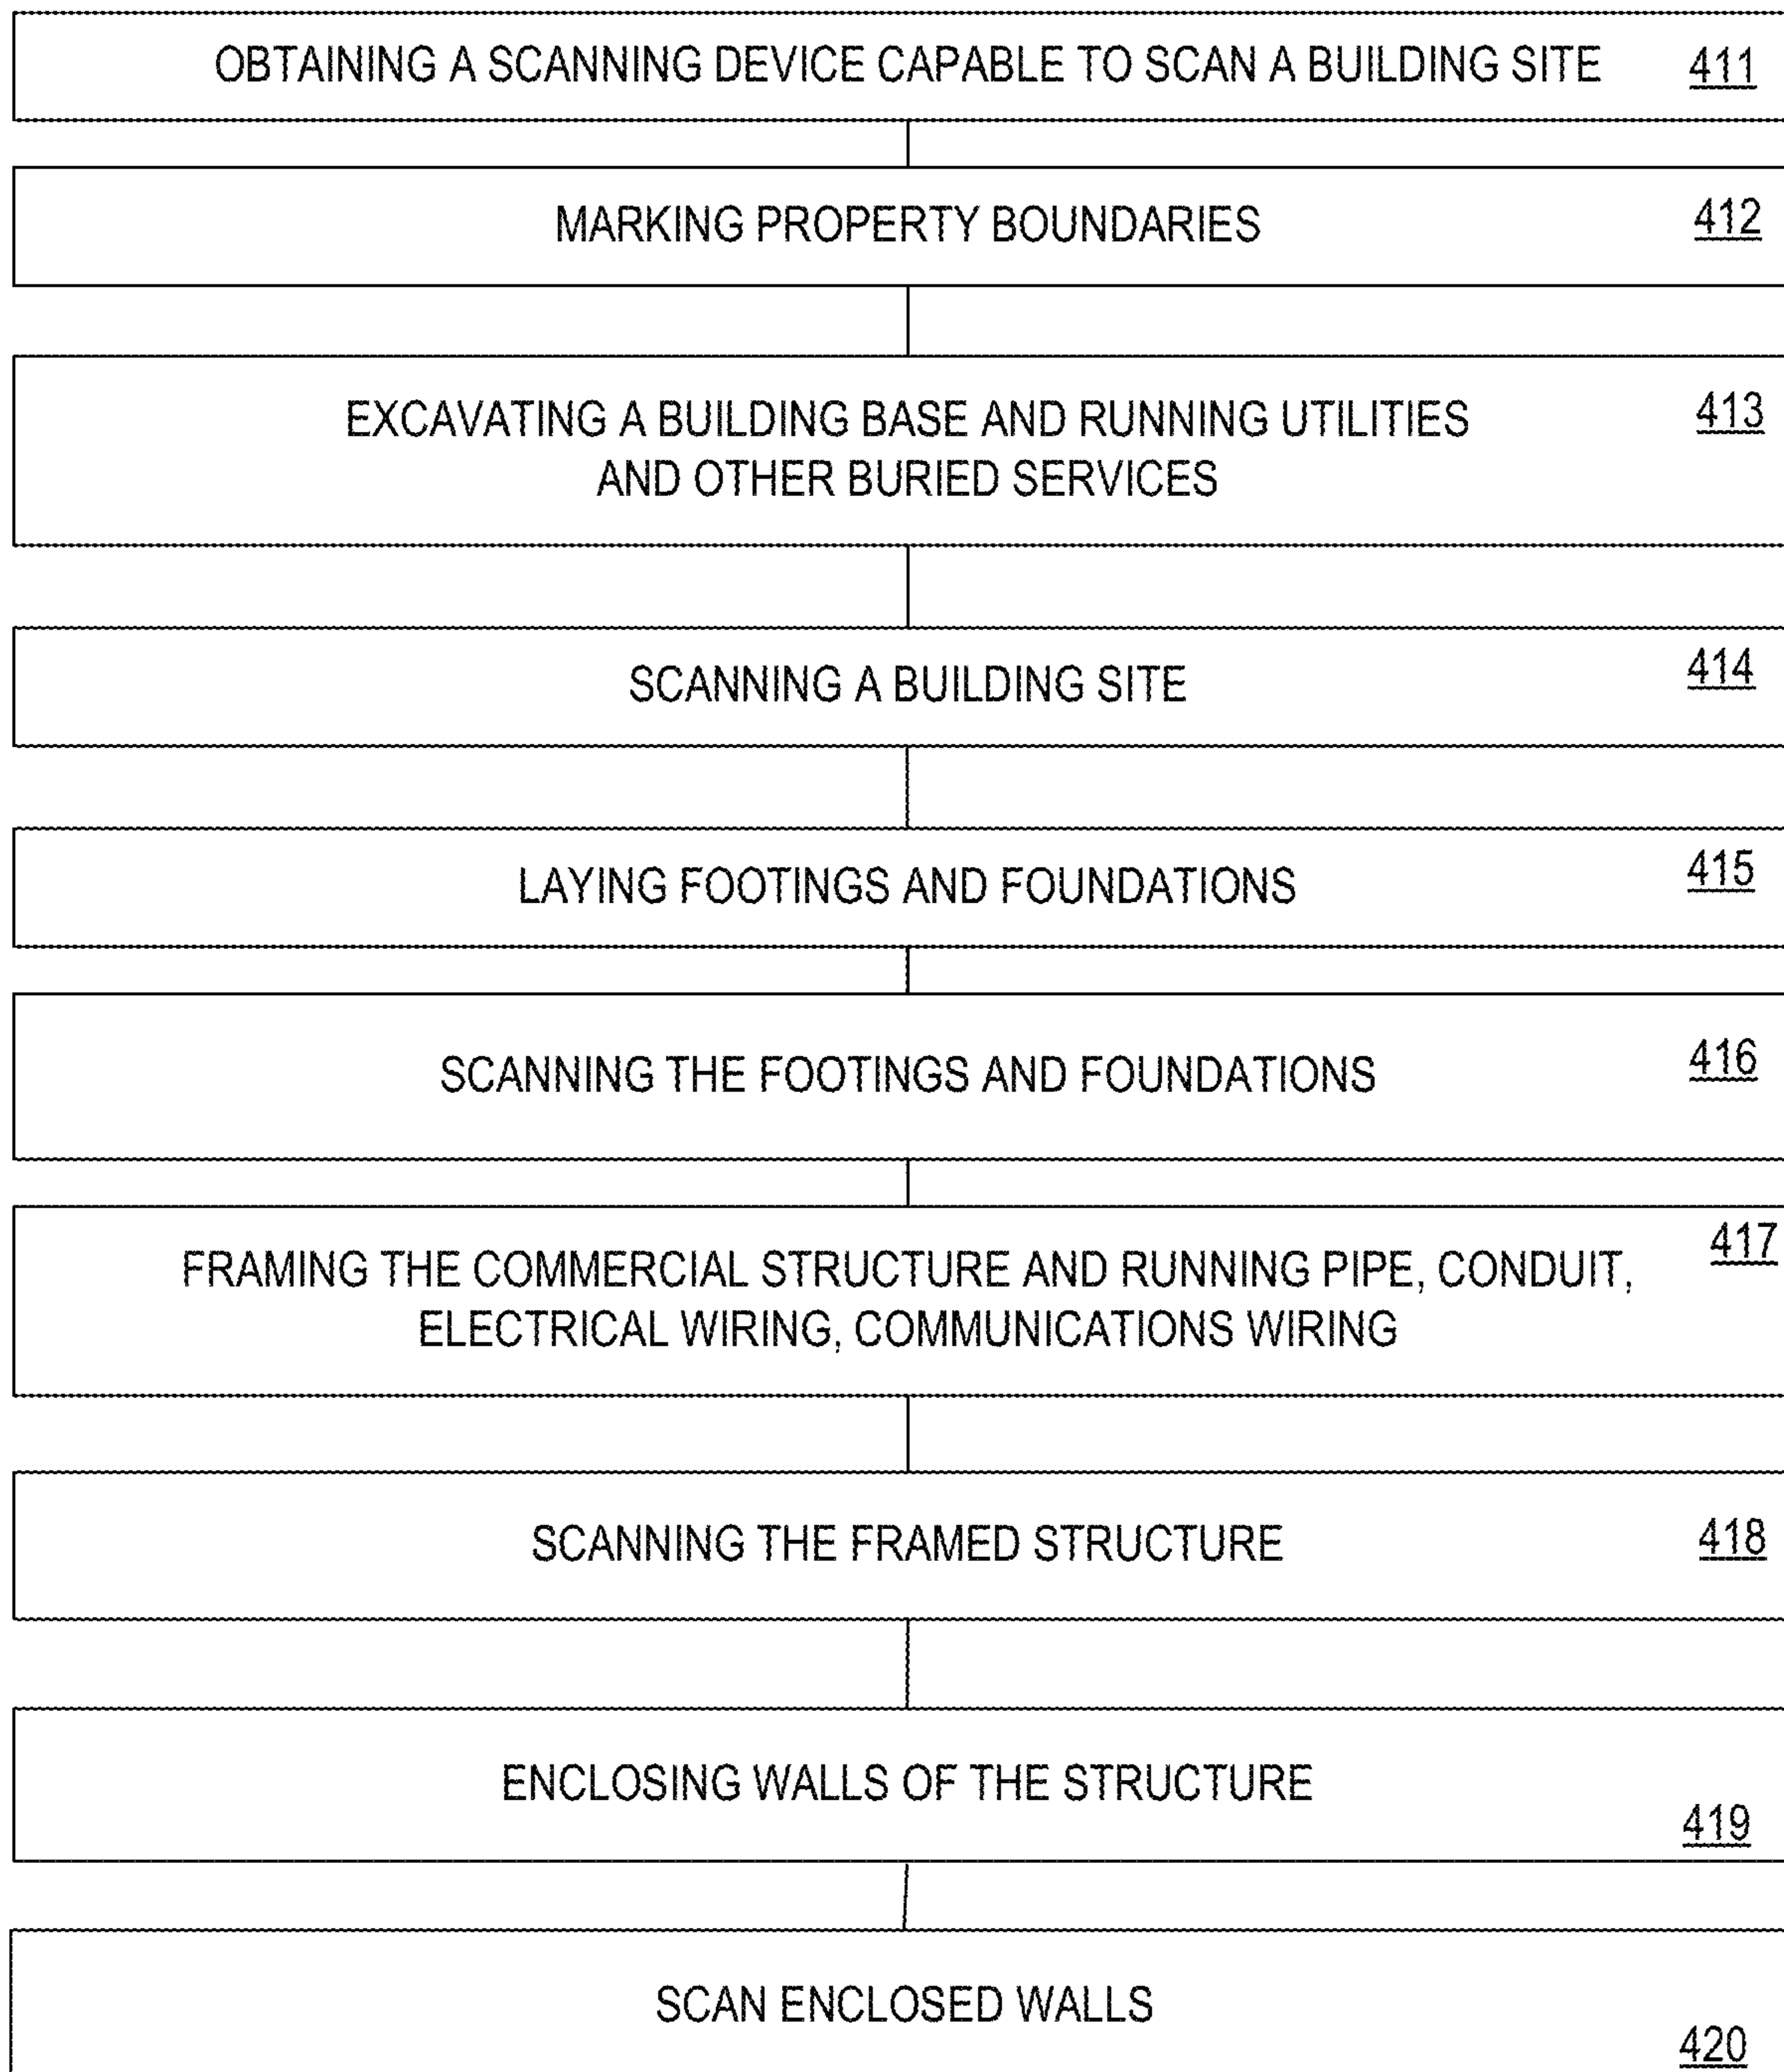 OBTAINING A SCANNING DEVICE CAPABLE TO SCAN A BUILDING SITE 411
MARKING PROPERTY BOUNDARIES 412
EXCAVATING A BUILDING BASE AND RUNNING UTILITIES 413
AND OTHER BURIED SERVICES
SCANNING A BUILDING SITE 414
LAYING FOOTINGS AND FOUNDATIONS 415
SCANNING THE FOOTINGS AND FOUNDATIONS 416
FRAMING THE COMMERCIAL STRUCTURE AND RUNNING PIPE, CONDUIT, 417
ELECTRICAL WIRING, COMMUNICATIONS WIRING
SCANNING THE FRAMED STRUCTURE 418
ENCLOSING WALLS OF THE STRUCTURE
419
SCAN ENCLOSED WALLS
420